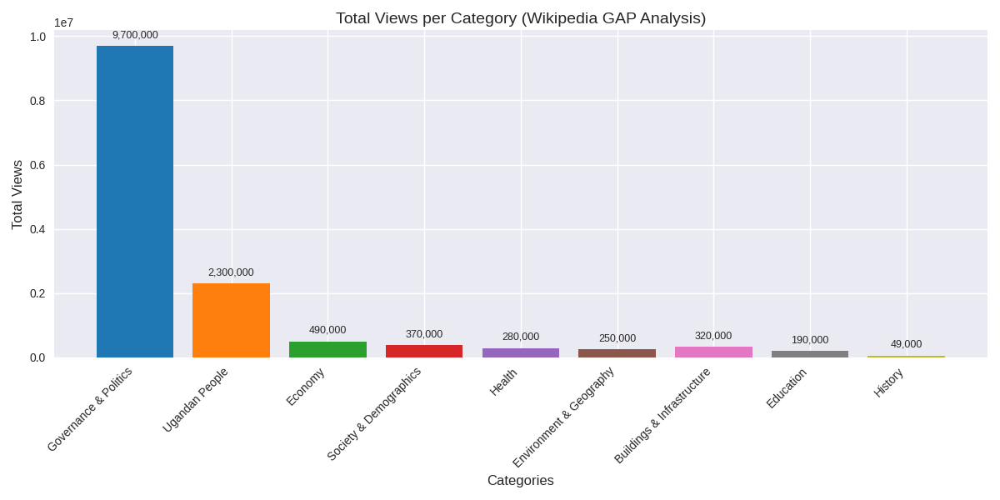 Total Views per Category (Wikipedia GAP Analysis)
1e7
1.0
0.8
0.6
0.4
0.2
0.0
Total Views
9,700,000
2,300,000
490,000
370,000
280,000
250,000
320,000
190,000
49,000
Governance & Politics
Ugandan People
Economy
Society & Demographics
Health
Environment & Geography
Buildings & Infrastructure
Education
History
Categories